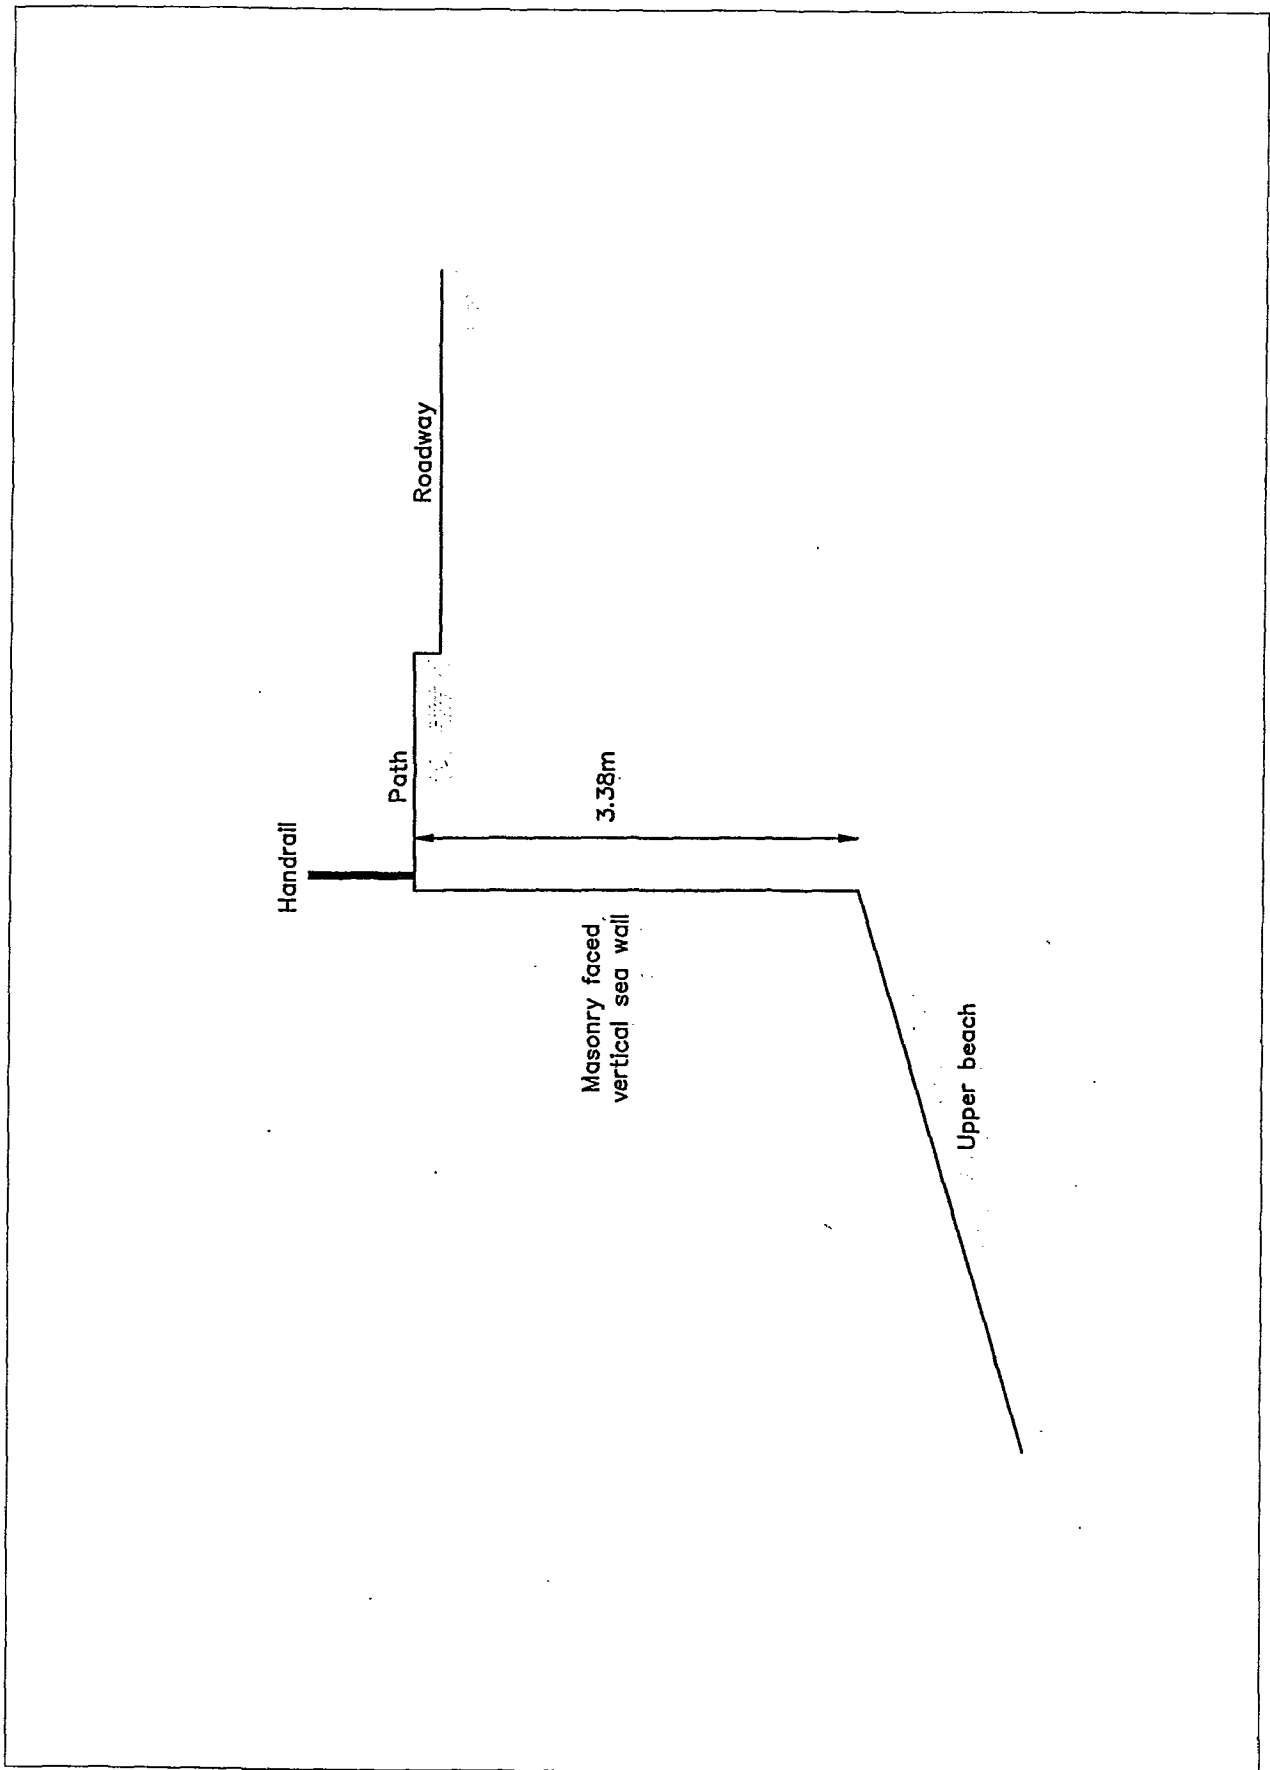 Handrail
Path
Roadway
3.38m
Masonry faced
vertical sea wall
Upper beach